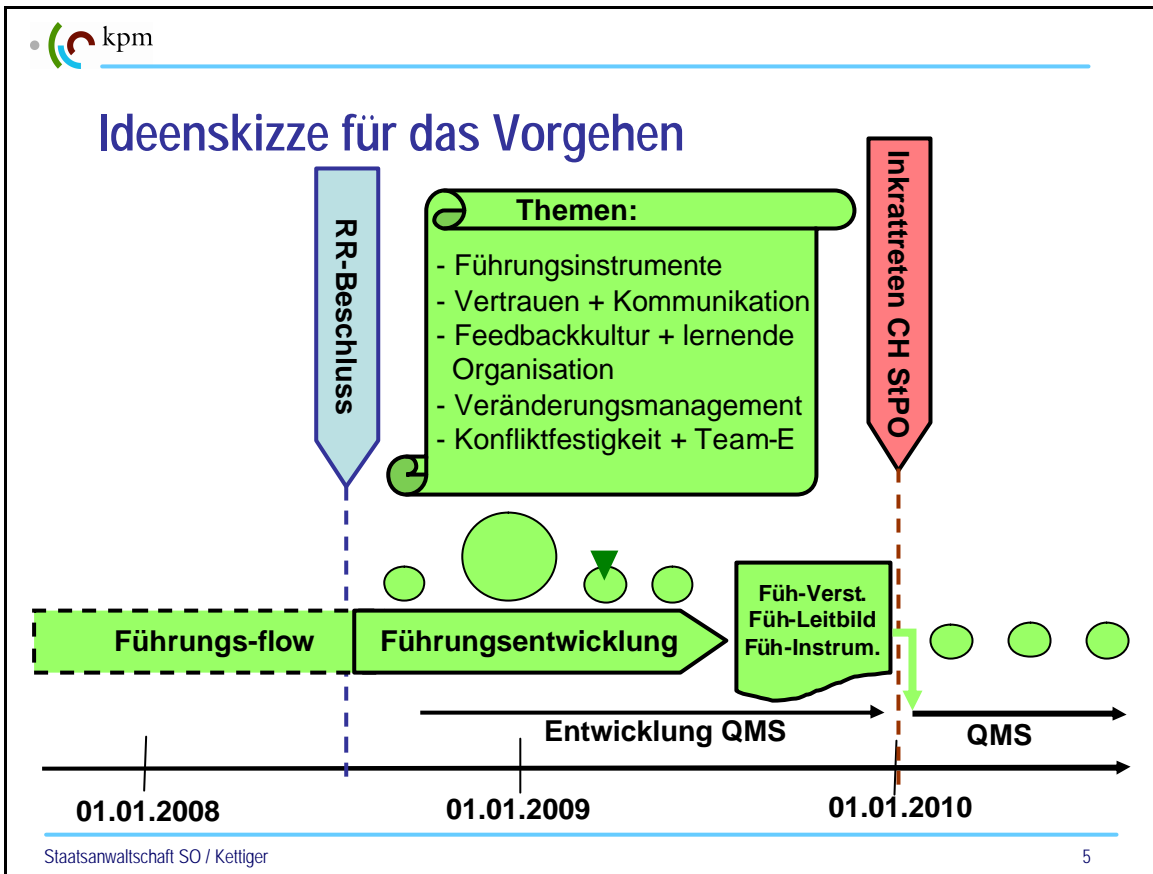 kpm
Ideenskizze für das Vorgehen
RR-Beschluss
Themen:
- Führungsinstrumente
- Vertrauen + Kommunikation
- Feedbackkultur + lernende
Organisation
- Veränderungsmanagement
- Konfliktfestigkeit + Team-E
Inkrattreten CH StPO
Führungs-flow
Führungsentwicklung
Füh-Verst.
Füh-Leitbild
Füh-Instrum.
Entwicklung QMS
QMS
01.01.2008
01.01.2009
01.01.2010
Staatsanwaltschaft SO / Kettiger
5